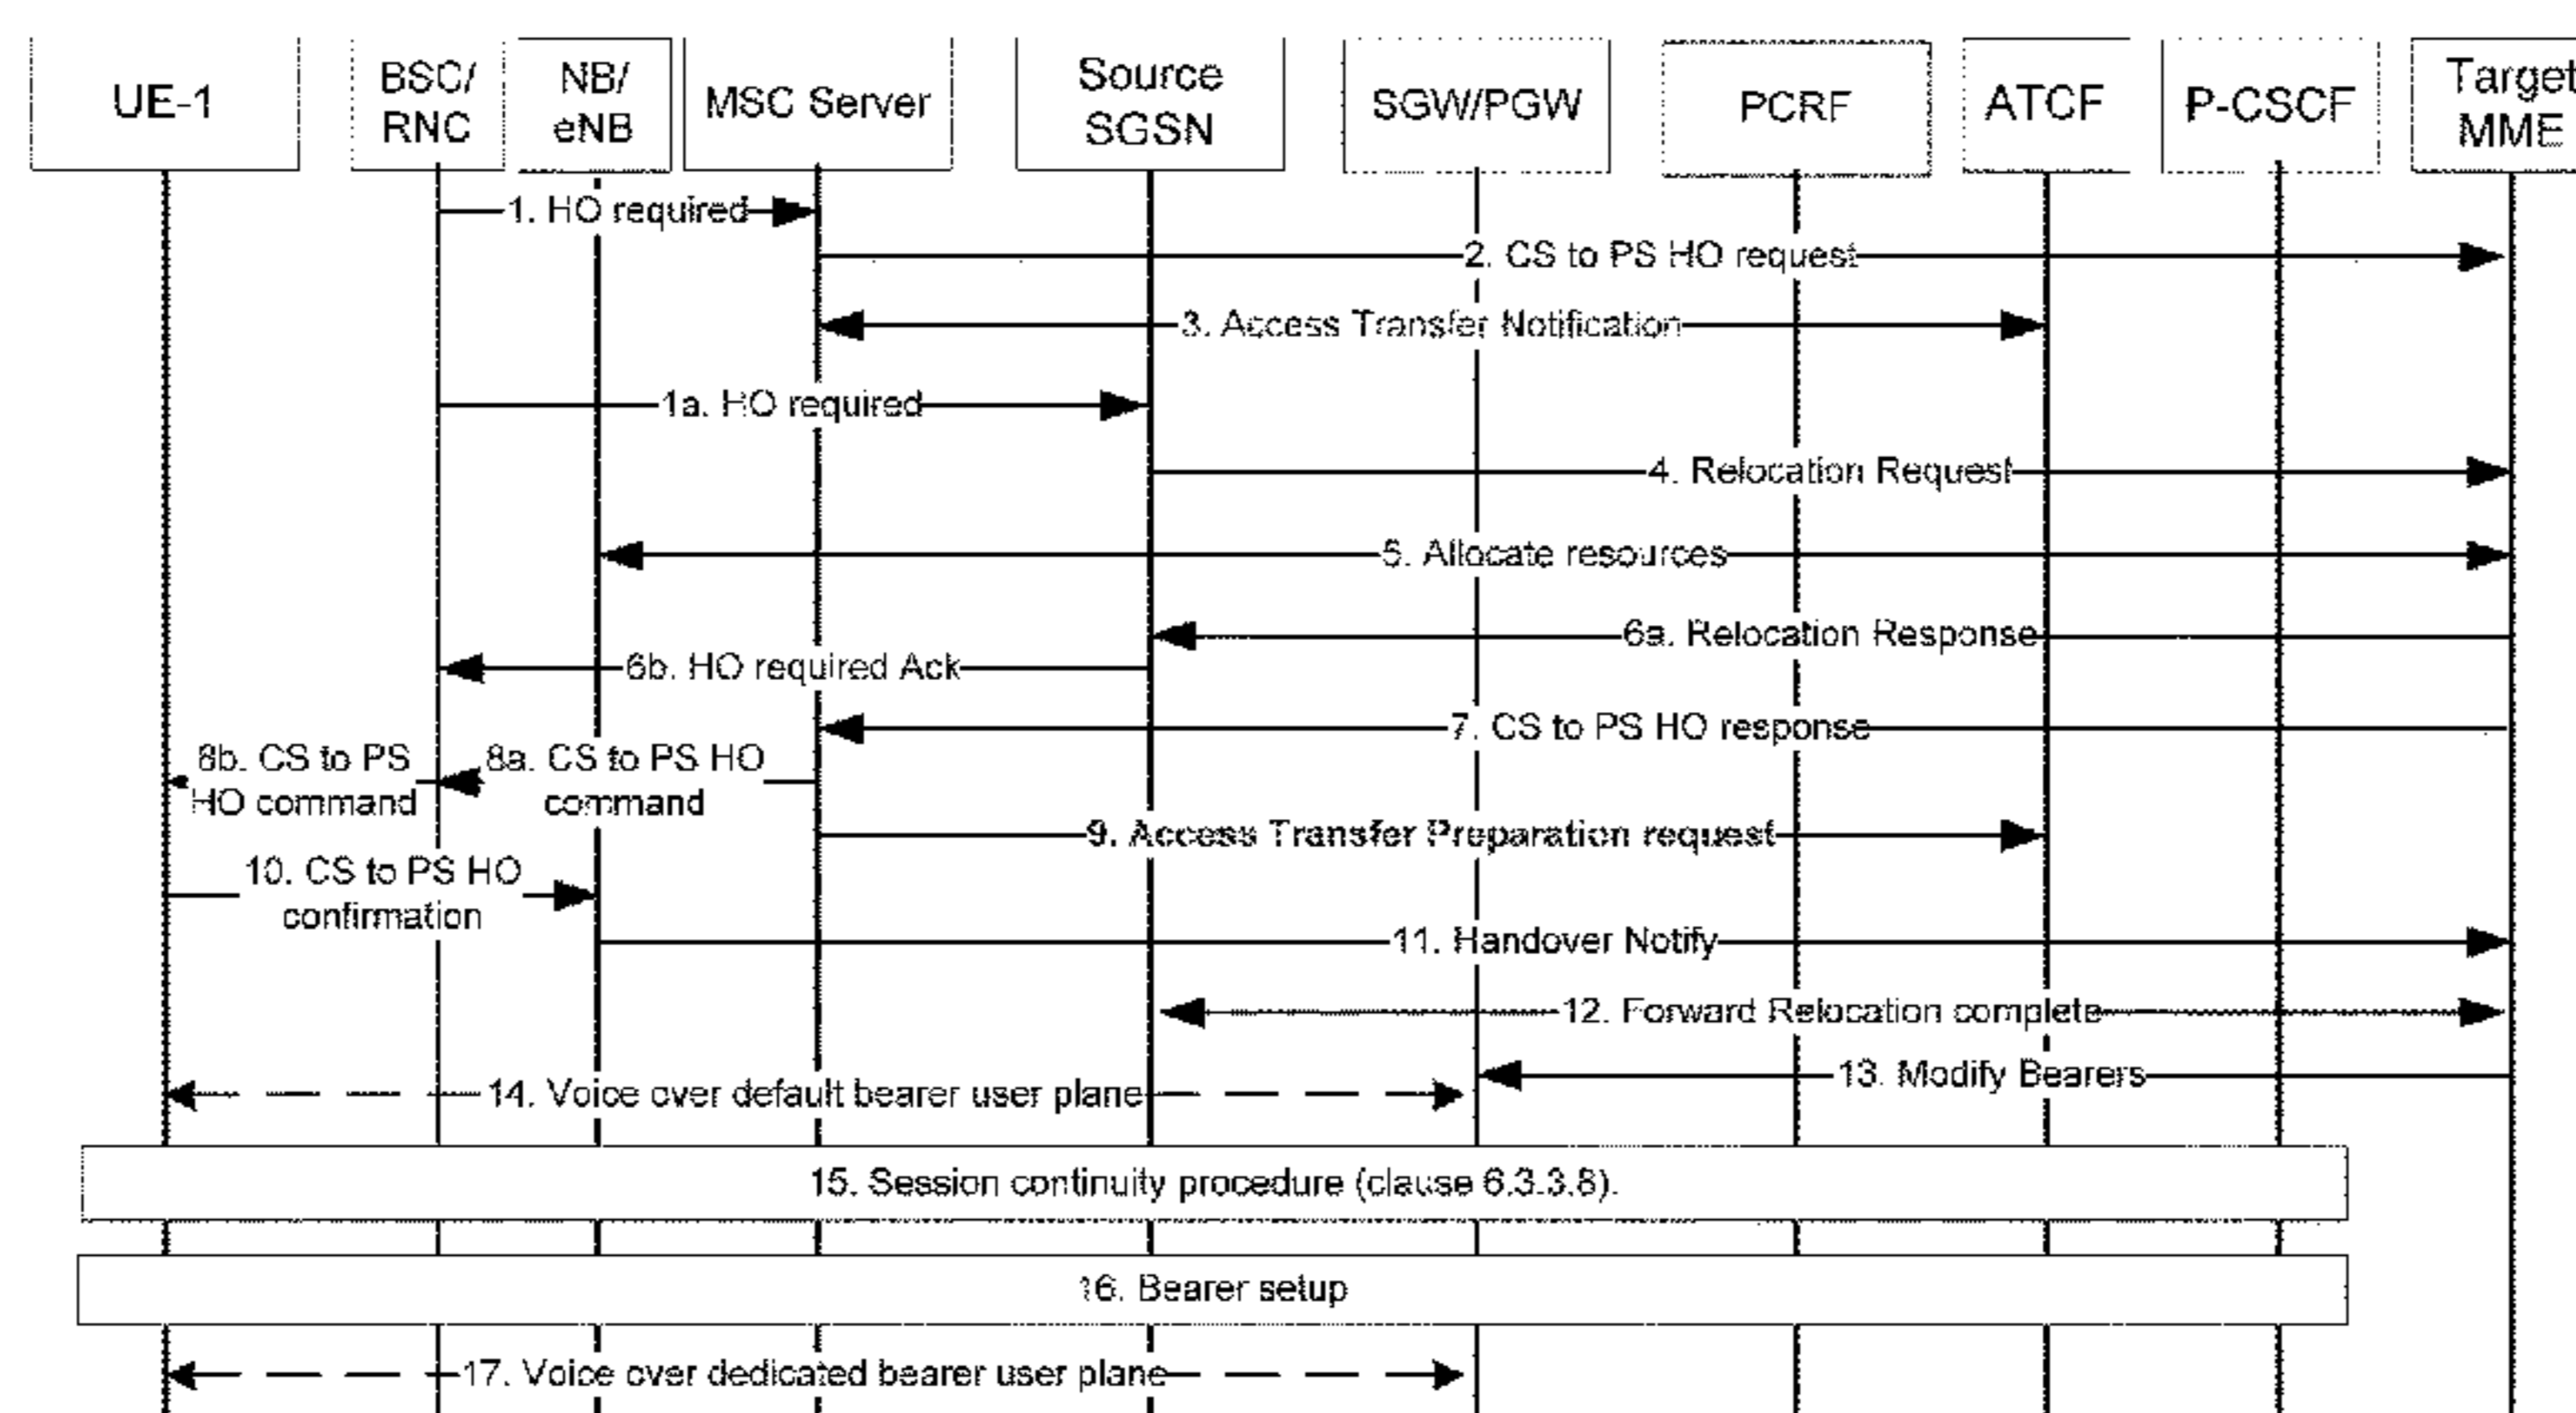 UE-1
BSC/
RNC
NB/
eNB
MSC Server
Source
SGSN
SGW/PGW
PCRF
ATCF
P-CSCF
Target
MME
1. HO required
2. CS to PS HO request
3. Access Transfer Notification
1a. HO required
4. Relocation Request
5. Allocate resources
6a. Relocation Response
6b. HO required Ack
7. CS to PS HO response
8b. CS to PS
HO command
8a. CS to PS HO
command
9. Access Transfer Preparation request
10. CS to PS HO
confirmation
11. Handover Notify
12. Forward Relocation complete
13. Modify Bearers
14. Voice over default bearer user plane
15. Session continuity procedure (clause 6.3.3.8).
16. Bearer setup
17. Voice over dedicated bearer user plane